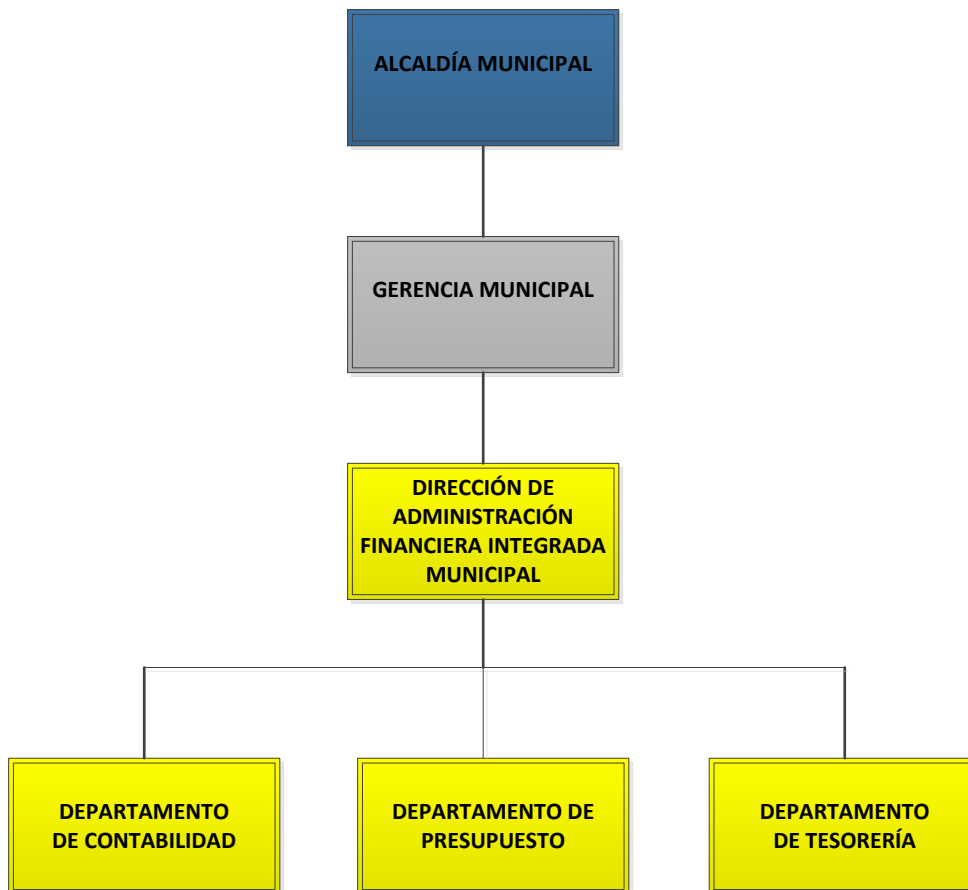 ALCALDÍA MUNICIPAL
GERENCIA MUNICIPAL
DIRECCIÓN DE
ADMINISTRACIÓN
FINANCIERA INTEGRADA
MUNICIPAL
DEPARTAMENTO
DE CONTABILIDAD
DEPARTAMENTO DE
PRESUPUESTO
DEPARTAMENTO
DE TESORERÍA